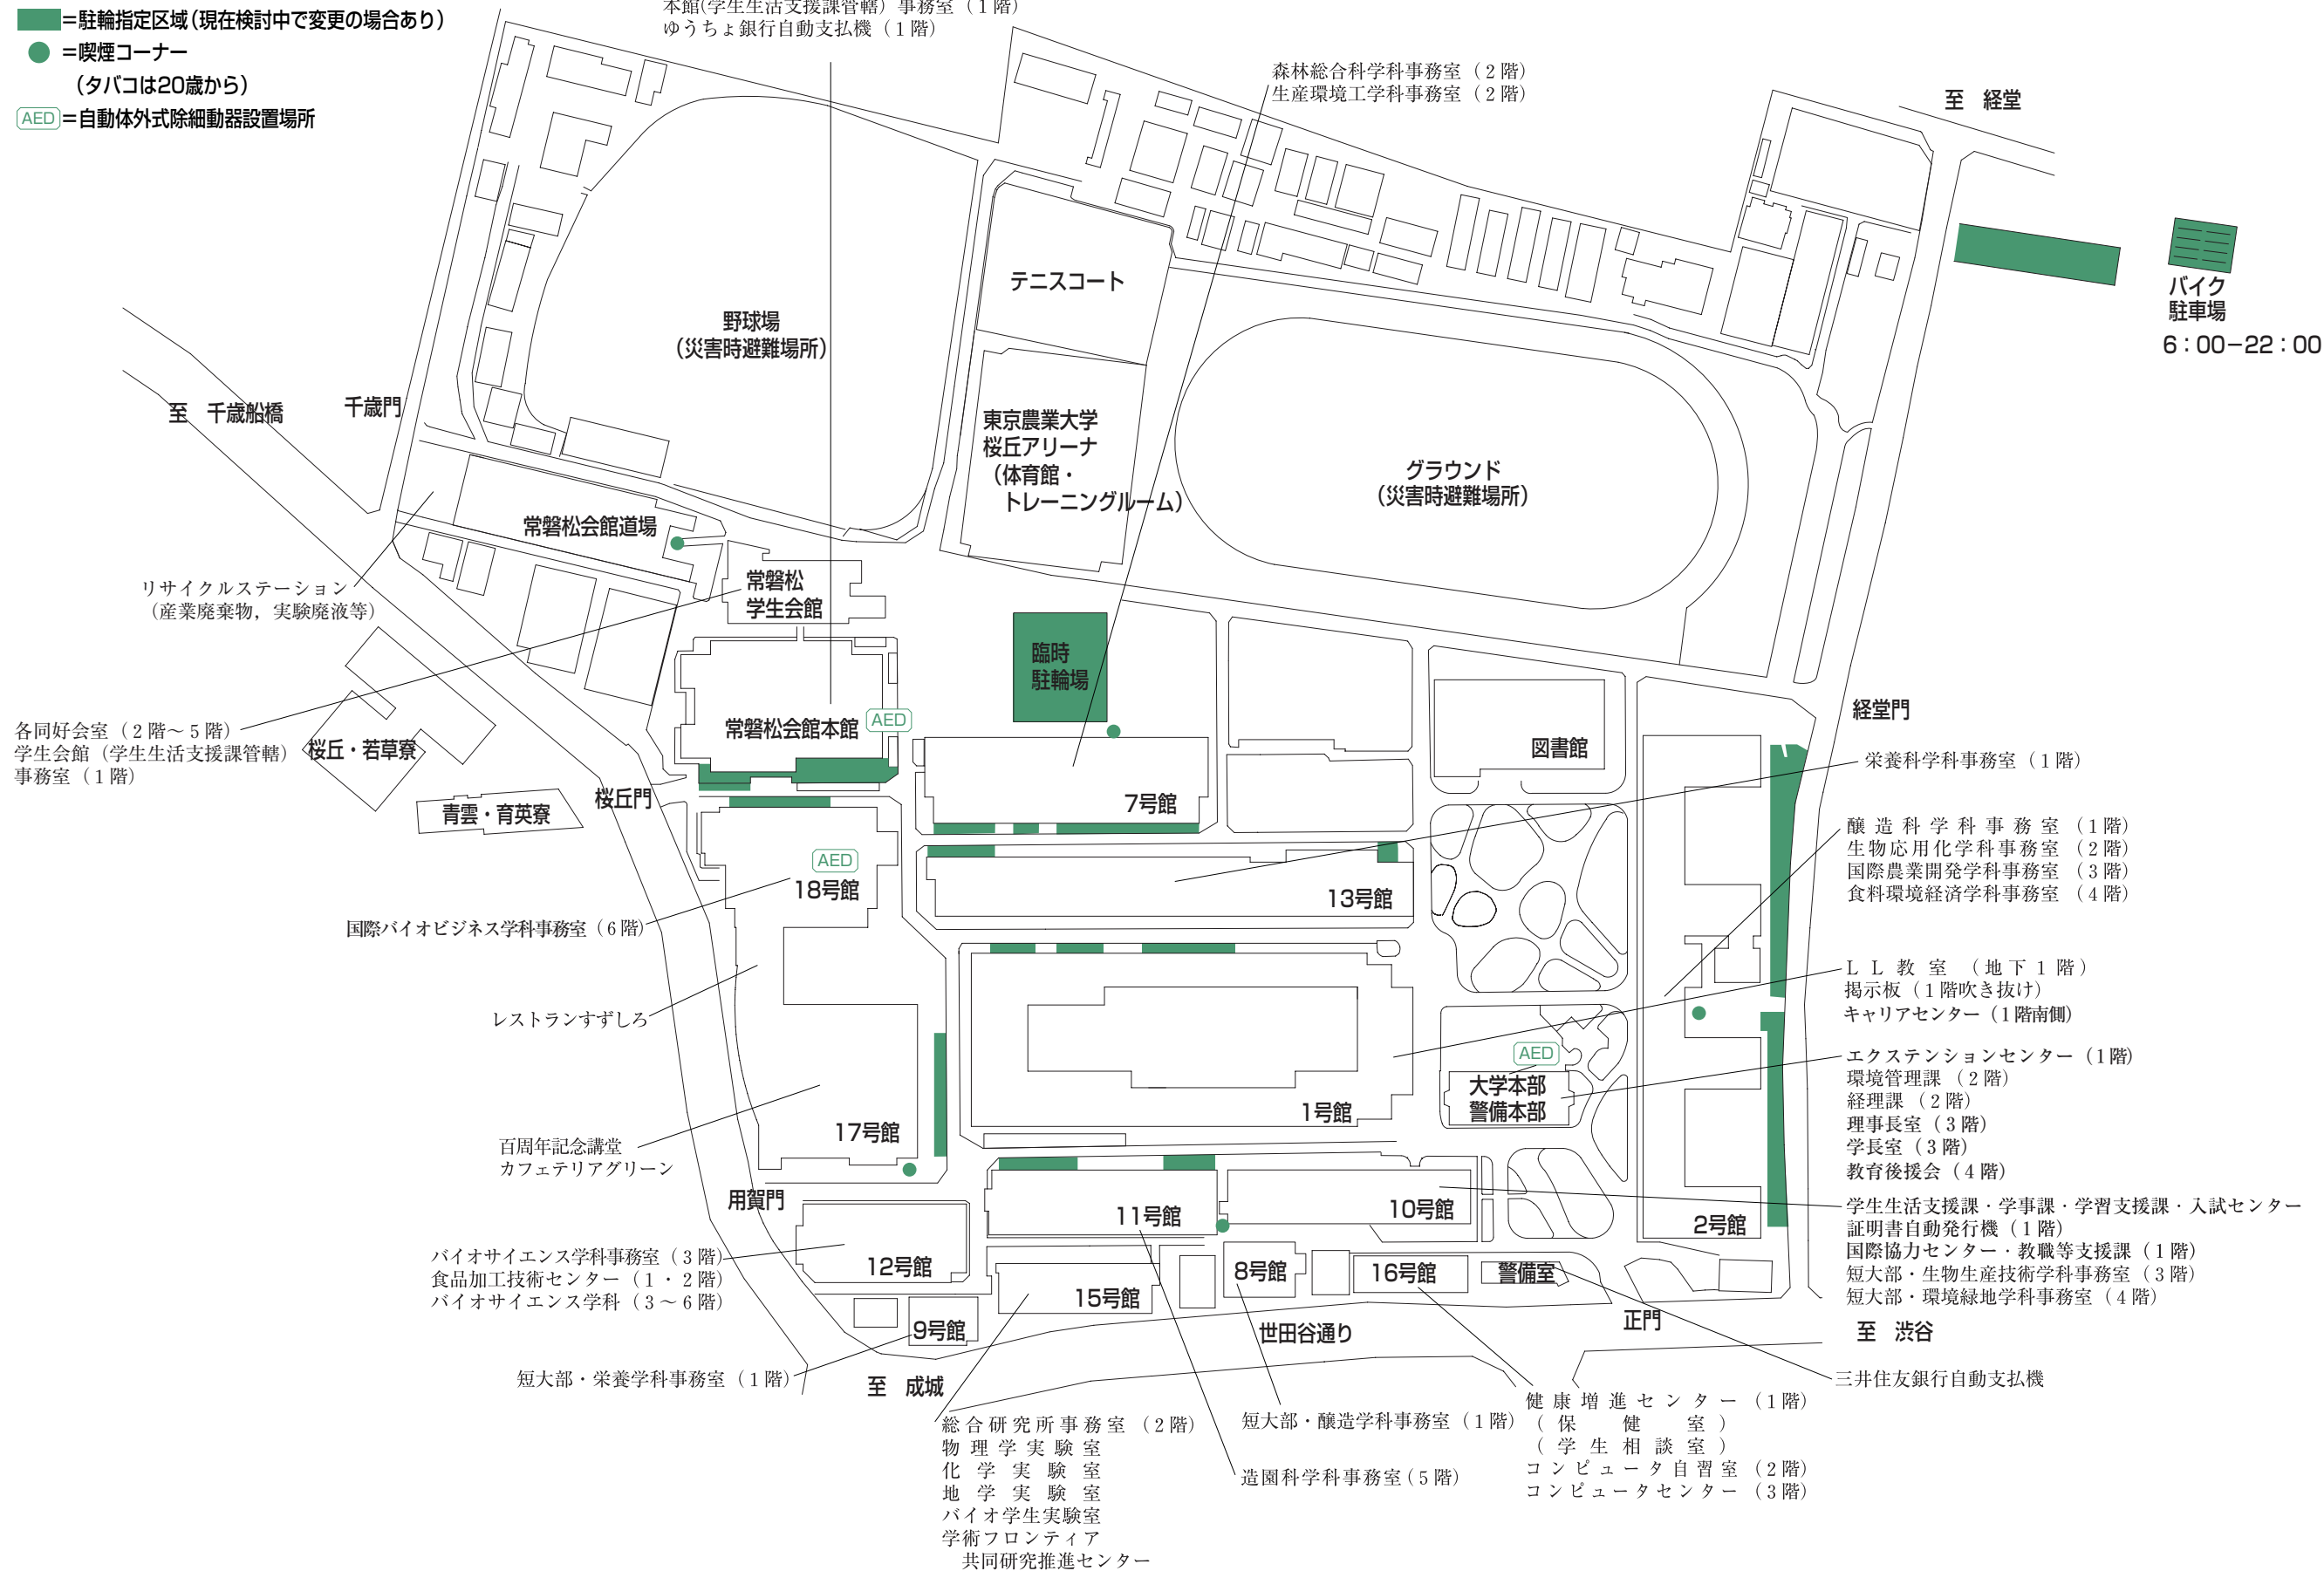 ＝駐輪指定区域（現在検討中で変更の場合あり）
＝喫煙コーナー
（タバコは20歳から）
AED＝自動体外式除細動器設置場所
本館(学生生活支援課管轄）事務室（１階）
ゆうちょ銀行自動支払機（１階）
森林総合科学科事務室（２階）
生産環境工学科事務室（２階）
至　経堂
バイク
駐車場
6：00−22：00
テニスコート
野球場
（災害時避難場所）
至　千歳船橋
千歳門
東京農業大学
桜丘アリーナ
（体育館・
トレーニングルーム）
グラウンド
（災害時避難場所）
常磐松会館道場
リサイクルステーション
（産業廃棄物，実験廃液等）
常磐松
学生会館
臨時
駐輪場
各同好会室（２階〜５階）
学生会館（学生生活支援課管轄）
事務室（１階）
桜丘・若草寮
青雲・育英寮
桜丘門
常磐松会館本館
AED
7号館
図書館
経堂門
栄養科学科事務室（１階）
醸造科学科事務室（１階）
生物応用化学科事務室（２階）
国際農業開発学科事務室（３階）
食料環境経済学科事務室（４階）
AED
18号館
13号館
国際バイオビジネス学科事務室（６階）
レストランすずしろ
ＬＬ教室（地下１階）
掲示板（１階吹き抜け）
キャリアセンター（１階南側）
AED
大学本部
警備本部
エクステンションセンター（１階）
環境管理課（２階）
経理課（２階）
理事長室（３階）
学長室（３階）
教育後援会（４階）
1号館
17号館
百周年記念講堂
カフェテリアグリーン
用賀門
11号館
10号館
2号館
学生生活支援課・学事課・学習支援課・入試センター
証明書自動発行機（１階）
国際協力センター・教職等支援課（１階）
短大部・生物生産技術学科事務室（３階）
短大部・環境緑地学科事務室（４階）
バイオサイエンス学科事務室（３階）
食品加工技術センター（１・２階）
バイオサイエンス学科（３〜６階）
12号館
8号館
16号館
警備室
15号館
9号館
世田谷通り
正門
至　渋谷
短大部・栄養学科事務室（１階）
至　成城
三井住友銀行自動支払機
総合研究所事務室（２階）
物理学実験室
化学実験室
地学実験室
バイオ学生実験室
学術フロンティア
共同研究推進センター
短大部・醸造学科事務室（１階）
造園科学科事務室（５階）
健康増進センター（１階）
（保健室）
（学生相談室）
コンピュータ自習室（２階）
コンピュータセンター（３階）